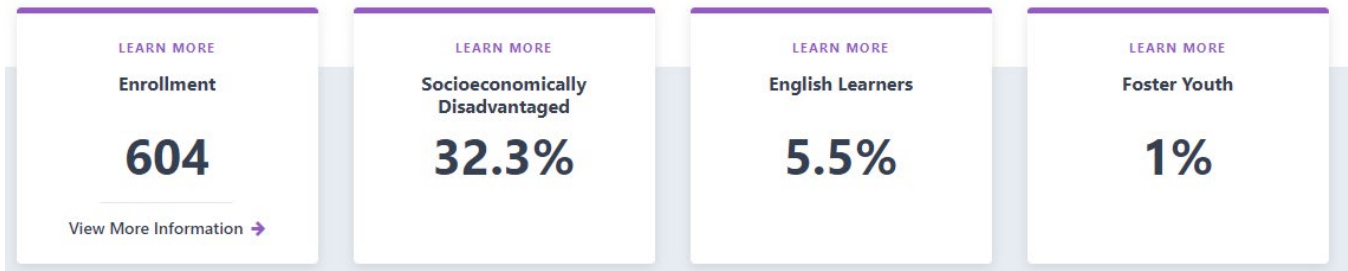 LEARN MORE
Enrollment
604
View More Information
LEARN MORE
Socioeconomically
Disadvantaged
32.3%
LEARN MORE
English Learners
5.5%
LEARN MORE
Foster Youth
1%